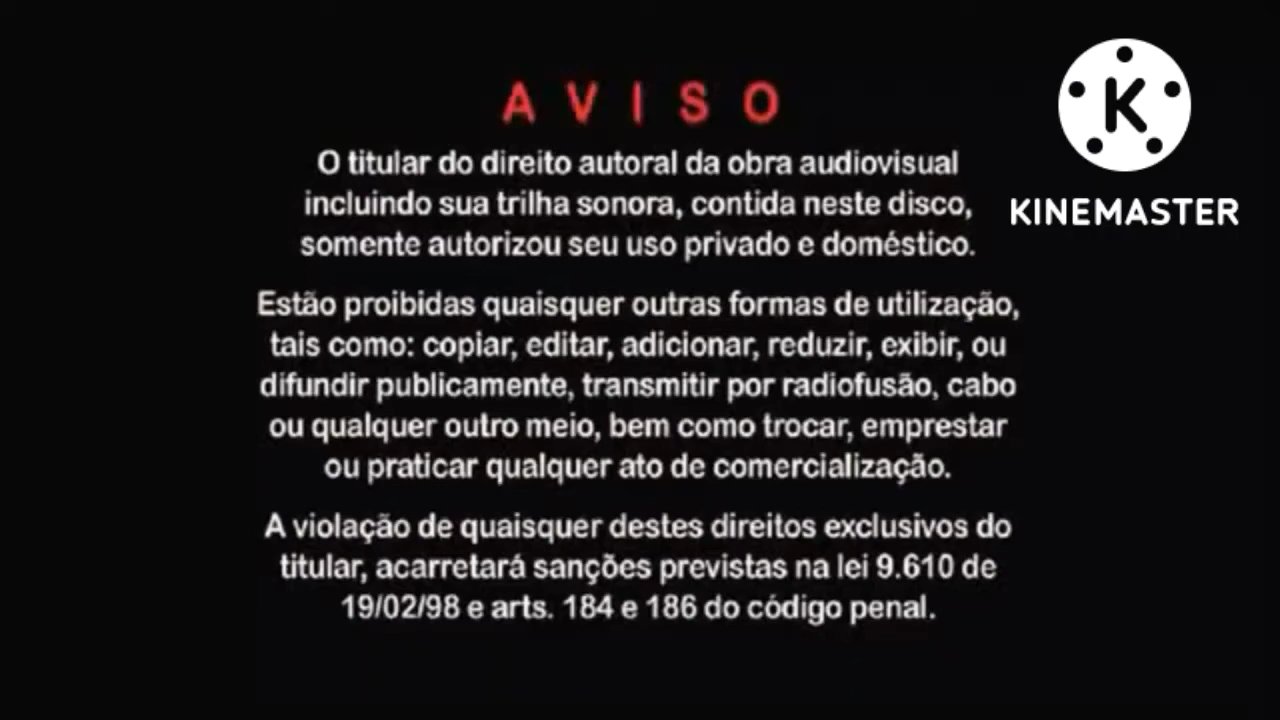 A V I S O
O titular do direito autoral da obra audiovisual
incluindo sua trilha sonora, contida neste disco,
somente autorizou seu uso privado e doméstico.
Estão proibidas quaisquer outras formas de utilização,
tais como: copiar, editar, adicionar, reduzir, exibir, ou
difundir publicamente, transmitir por radiofusão, cabo
ou qualquer outro meio, bem como trocar, emprestar
ou praticar qualquer ato de comercialização.
A violação de quaisquer destes direitos exclusivos do
titular, acarretará sanções previstas na lei 9.610 de
19/02/98 e arts. 184 e 186 do código penal.
K
KINEMASTER